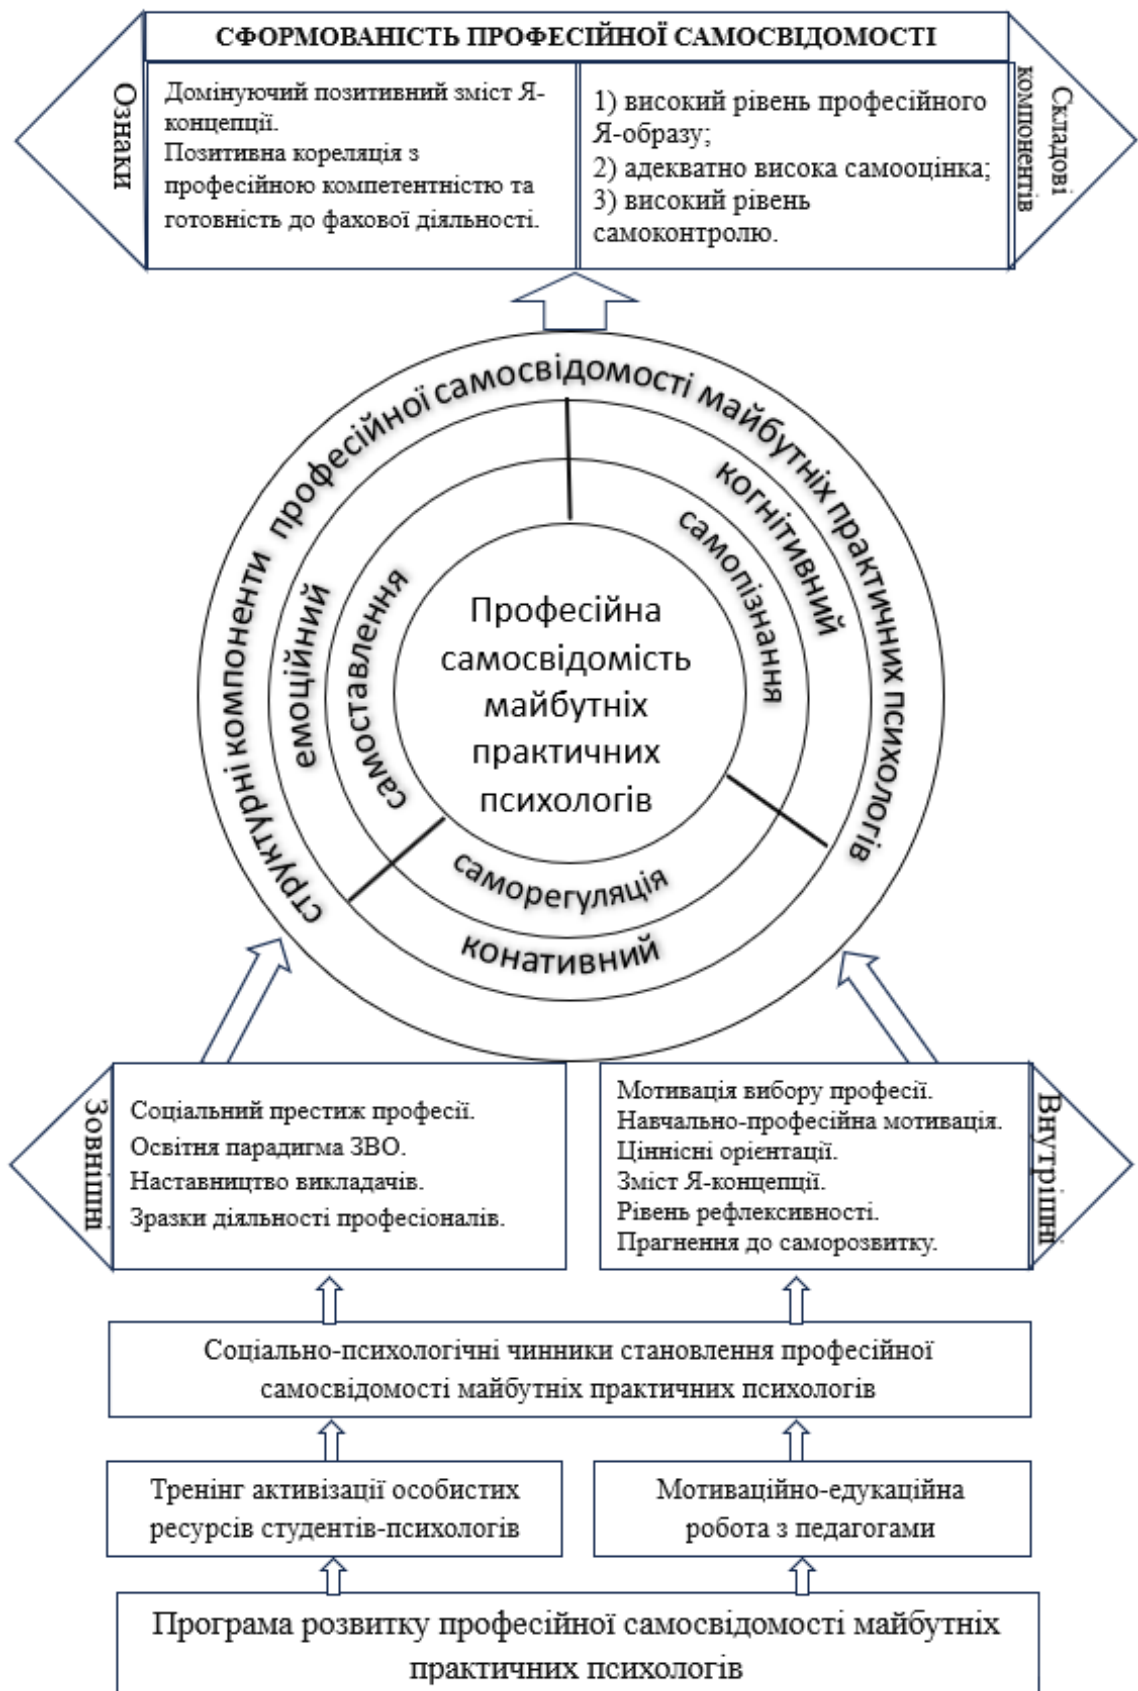 СФОРМОВАНІСТЬ ПРОФЕСІЙНОЇ САМОСВІДОМОСТІ
Ознаки
Домінуючий позитивний зміст Я-
концепції.
Позитивна кореляція з
професійною компетентністю та
готовність до фахової діяльності.
1) високий рівень професійного
Я-образу;
2) адекватно висока самооцінка;
3) високий рівень
самоконтролю.
Складові
компонентів
структурні компоненти професійної самосвідомості майбутніх практичних психологів
емоційний
самоставлення
когнітивний
самопізнання
Професійна
самосвідомість
майбутніх
практичних
психологів
саморегуляція
конативний
Зовнішні
Соціальний престиж професії.
Освітня парадигма ЗВО.
Наставництво викладачів.
Зразки діяльності професіоналів.
Мотивація вибору професії.
Навчально-професійна мотивація.
Ціннісні орієнтації.
Зміст Я-концепції.
Рівень рефлексивності.
Прагнення до саморозвитку.
Внутрішні
Соціально-психологічні чинники становлення професійної
самосвідомості майбутніх практичних психологів
Тренінг активізації особистих
ресурсів студентів-психологів
Мотиваційно-едукаційна
робота з педагогами
Програма розвитку професійної самосвідомості майбутніх
практичних психологів